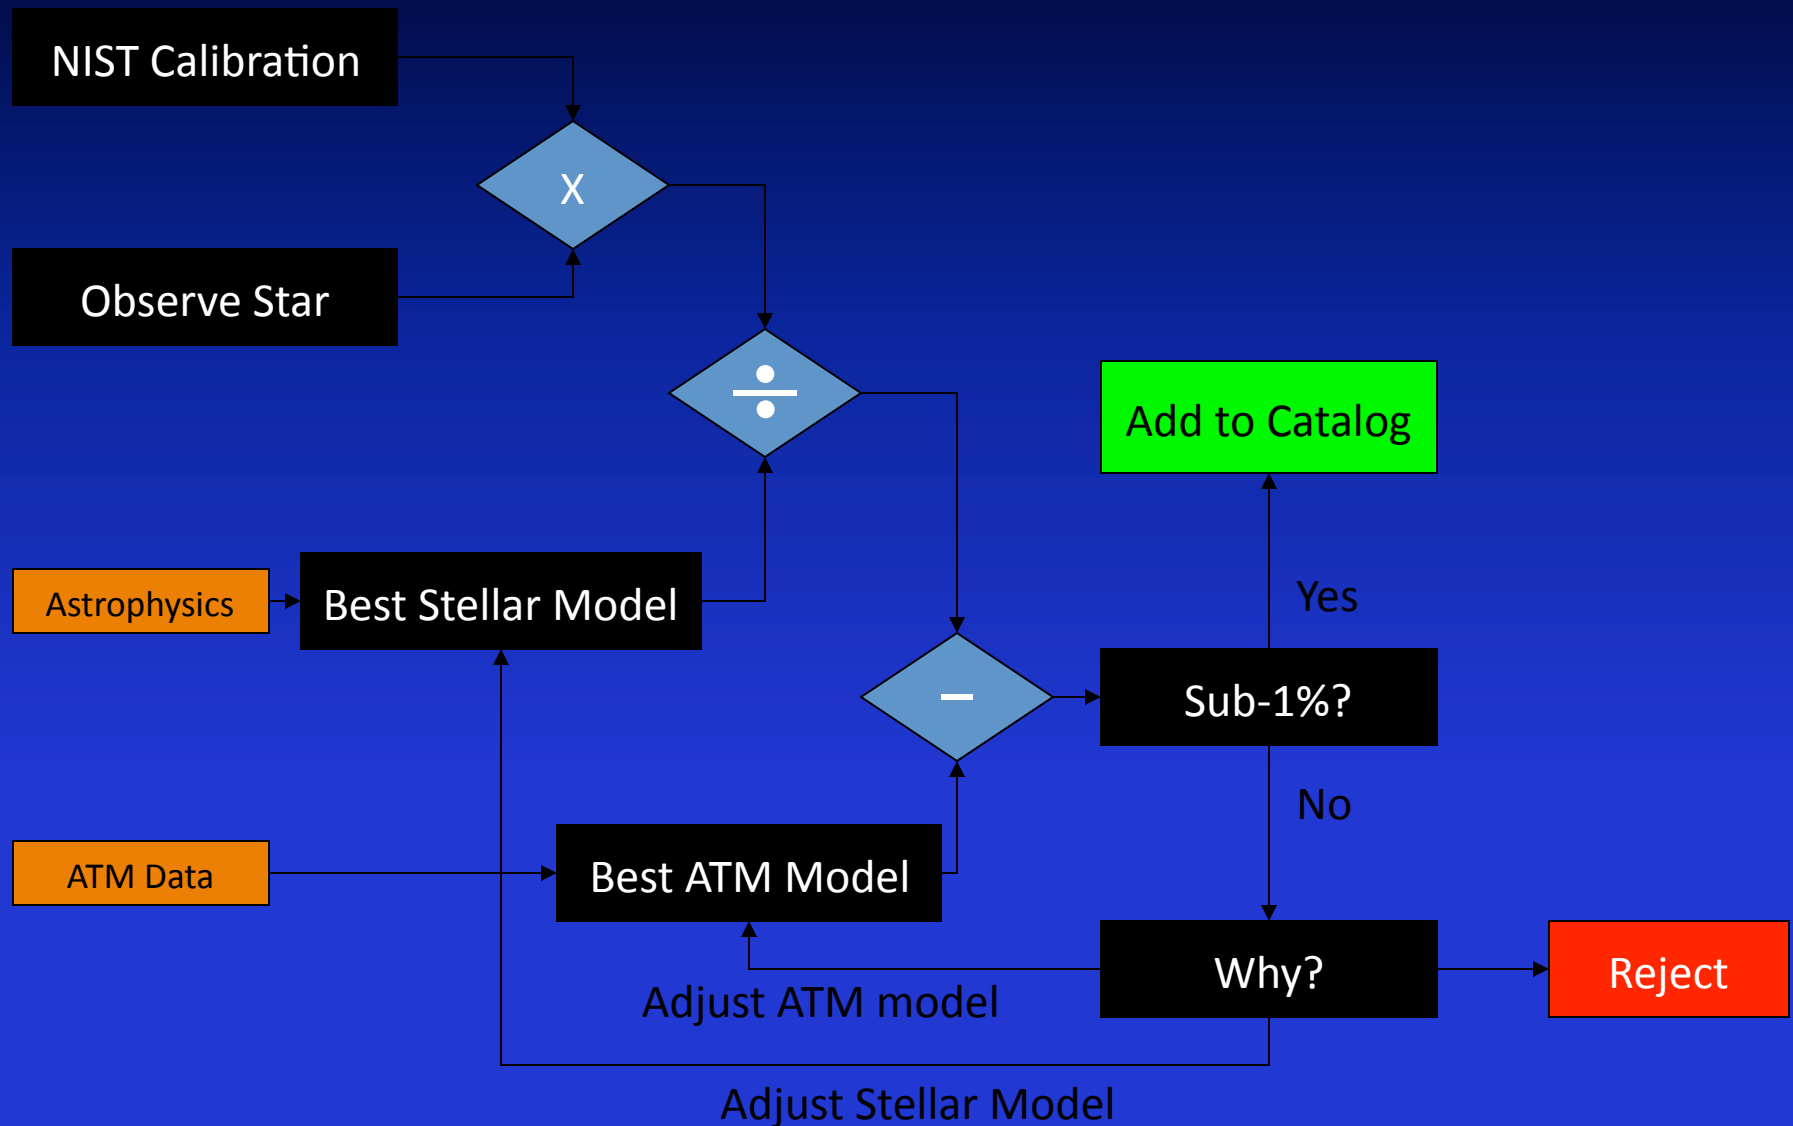 NIST Calibration
X
Observe Star
÷
Add to Catalog
Yes
Astrophysics
Best Stellar Model
–
Sub-1%?
No
ATM Data
Best ATM Model
Why?
Reject
Adjust ATM model
Adjust Stellar Model